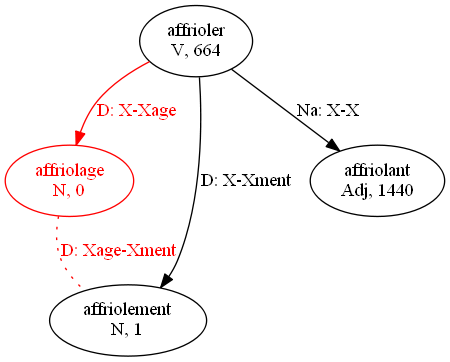 affrioler
V, 664
D: X-Xage
Na: X-X
affriolage
N, 0
D: X-Xment
affriolant
Adj, 1440
D: Xage-Xment
affriolement
N, 1